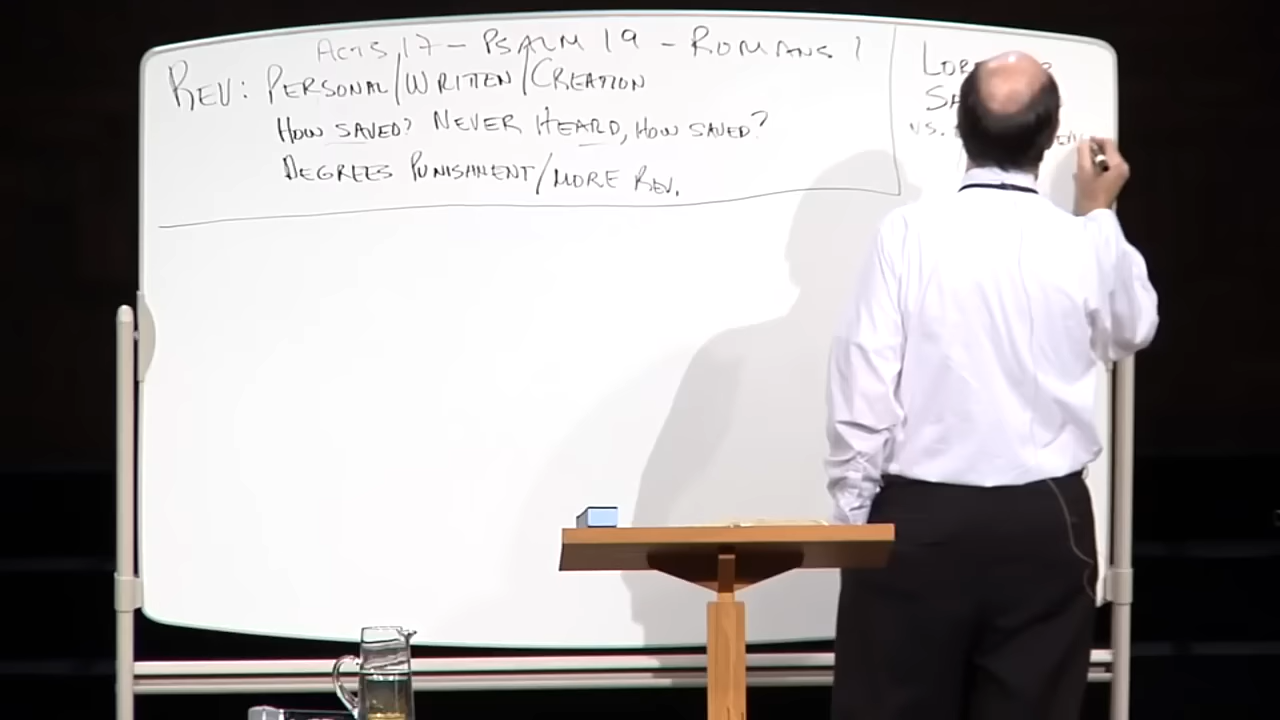 ACTS 17 - PSALM 19 - ROMANS 1
REV: PERSONAL/WRITTEN/CREATION
HOW SAVED? NEVER HEARD, HOW SAVED?
DEGREES PUNISHMENT/MORE REV.
VS.